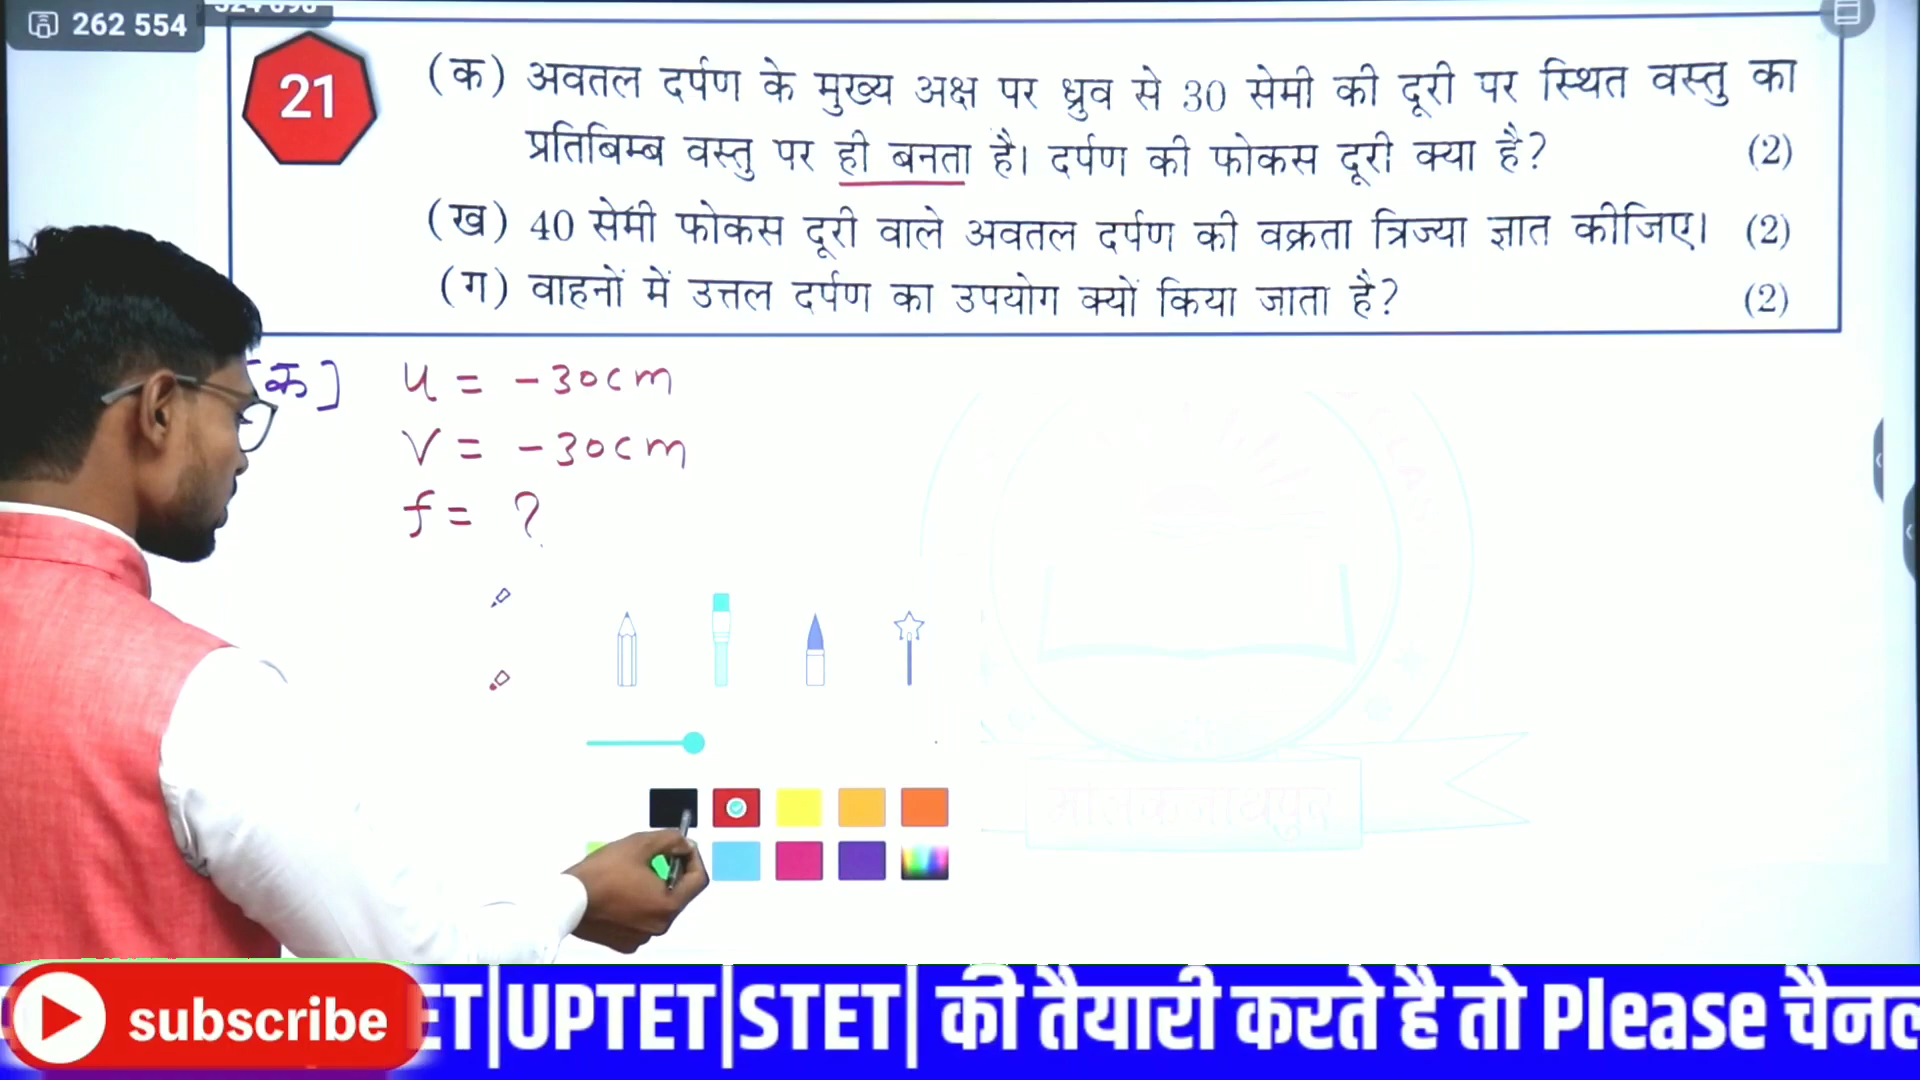 262 554
21
(क) अवतल दर्पण के मुख्य अक्ष पर ध्रुव से 30 सेमी की दूरी पर स्थित वस्तु का
प्रतिबिम्ब वस्तु पर ही बनता है। दर्पण की फोकस दूरी क्या है? (2)
(ख) 40 सेमी फोकस दूरी वाले अवतल दर्पण की वक्रता त्रिज्या ज्ञात कीजिए। (2)
(ग) वाहनों में उत्तल दर्पण का उपयोग क्यों किया जाता है? (2)
क]
u = -30cm
v = -30cm
f = ?
subscribe
ET|UPTET|STET| की तैयारी करते है तो Please चैनल